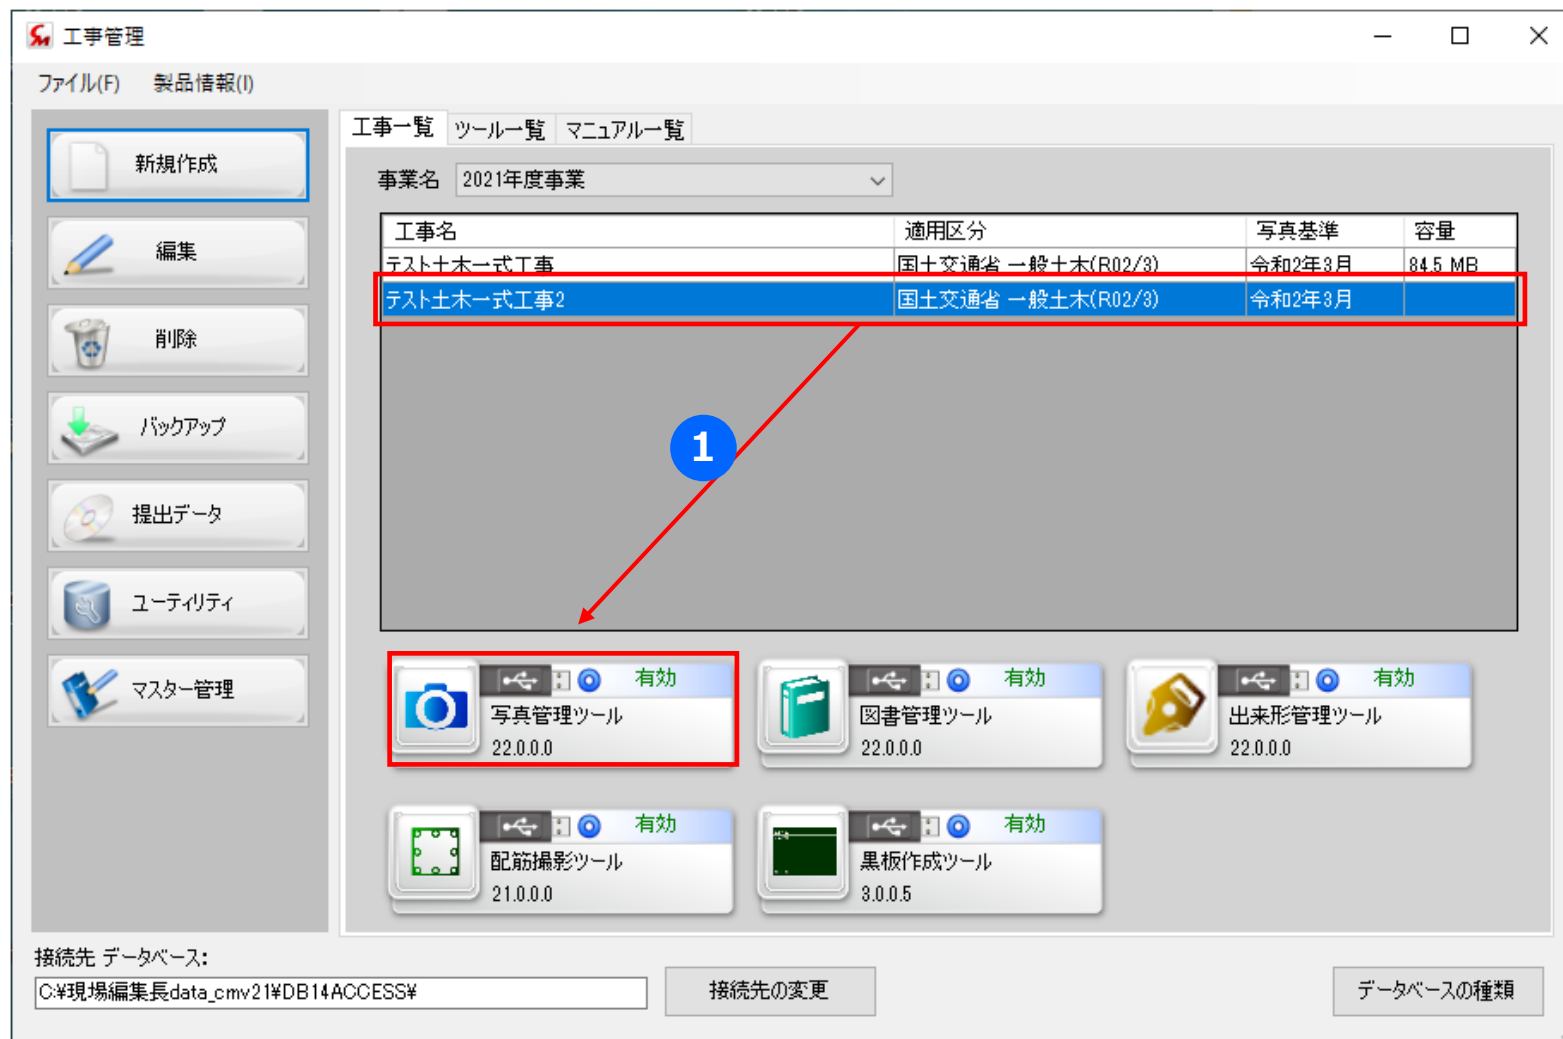 工事管理
ファイル(F) 製品情報(I)
新規作成
編集
削除
バックアップ
提出データ
ユーティリティ
マスター管理
工事一覧 ツール一覧 マニュアル一覧
事業名 2021年度事業
工事名 適用区分 写真基準 容量
テスト土木一式工事 国土交通省 一般土木(R02/3) 令和2年3月 84.5 MB
テスト土木一式工事2 国土交通省 一般土木(R02/3) 令和2年3月
1
有効 有効 有効
写真管理ツール 図書管理ツール 出来形管理ツール
22.0.0.0 22.0.0.0 22.0.0.0
有効 有効
配筋撮影ツール 黒板作成ツール
21.0.0.0 3.0.0.5
接続先 データベース:
C:¥現場編集長data_cmv21¥DB14ACCESS¥ 接続先の変更 データベースの種類